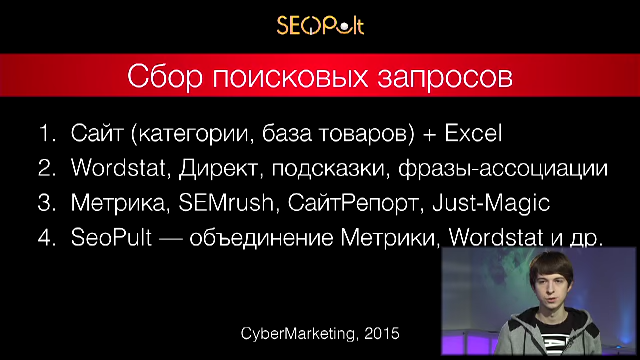 SEOPult
Сбор поисковых запросов
1. Сайт (категории, база товаров) + Excel
2. Wordstat, Директ, подсказки, фразы-ассоциации
3. Метрика, SEMrush, СайтРепорт, Just-Magic
4. SeoPult — объединение Метрики, Wordstat и др.
CyberMarketing, 2015